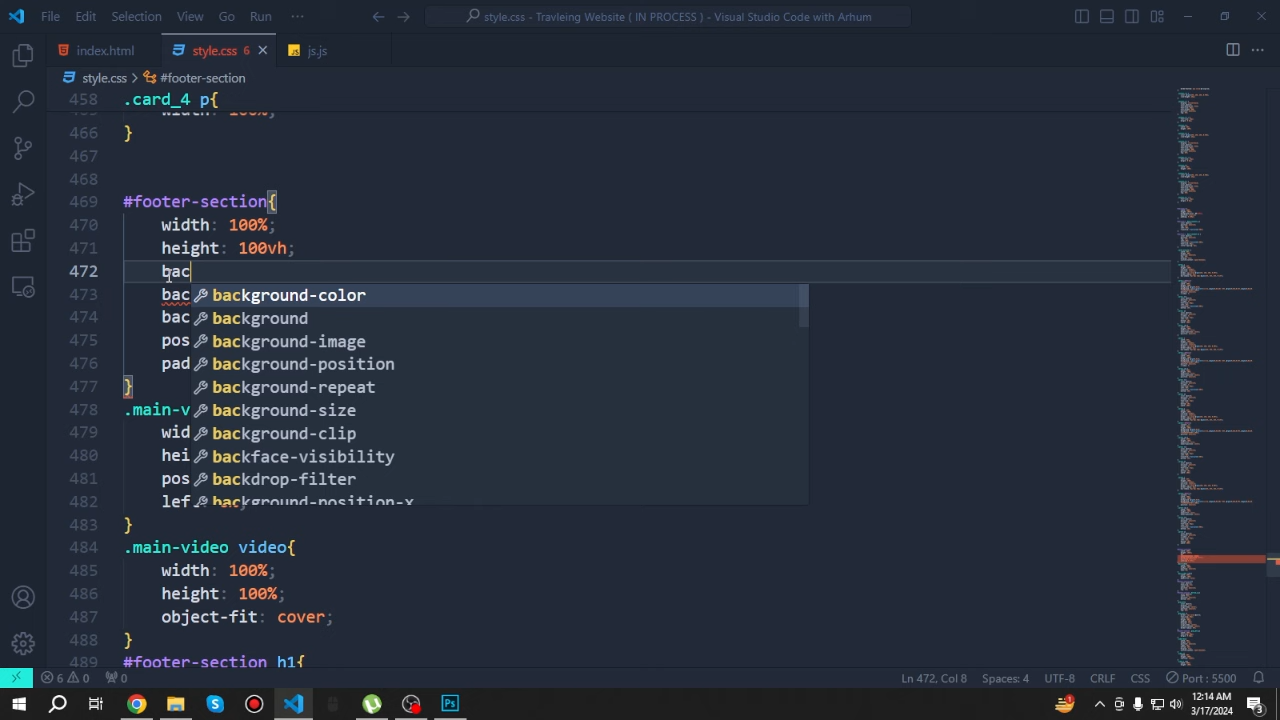 File Edit Selection View Go Run ··· style.css - Travleing Website ( IN PROCESS ) - Visual Studio Code with Arhum
index.html style.css 6 js.js
style.css > #footer-section
458 .card_4 p{
465 width: 100%;
466 }
467
468
469 #footer-section{
470 width: 100%;
471 height: 100vh;
472 bac
473 bac background-color
474 bac background
475 pos background-image
476 pad background-position
477 } background-repeat
478 .main-v background-size
479 wid background-clip
480 hei backface-visibility
481 pos backdrop-filter
482 lef background-position-x
483 }
484 .main-video video{
485 width: 100%;
486 height: 100%;
487 object-fit: cover;
488 }
489 #footer-section h1{
6 0 0 Ln 472, Col 8 Spaces: 4 UTF-8 CRLF CSS Port : 5500
12:14 AM
3/17/2024